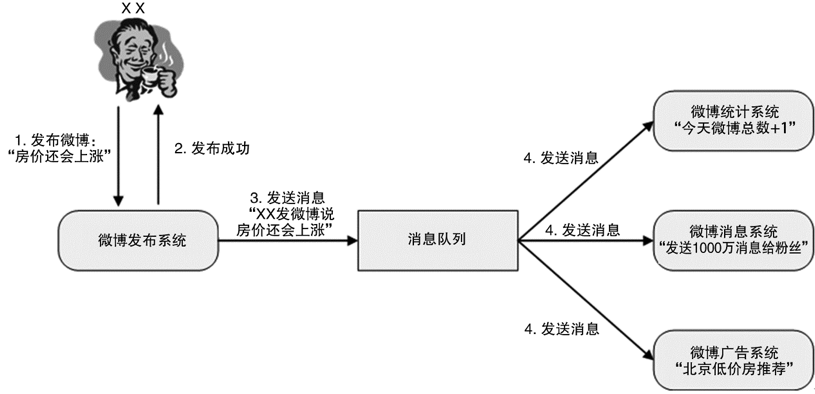 X X
1. 发布微博：
“房价还会上涨”
2. 发布成功
微博发布系统
3. 发送消息
“XX发微博说
房价还会上涨”
消息队列
4. 发送消息
4. 发送消息
4. 发送消息
微博统计系统
“今天微博总数+1”
微博消息系统
“发送1000万消息给粉丝”
微博广告系统
“北京低价房推荐”